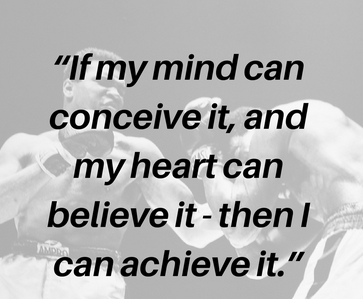 “If my mind can
conceive it, and
my heart can
believe it - then I
can achieve it.”